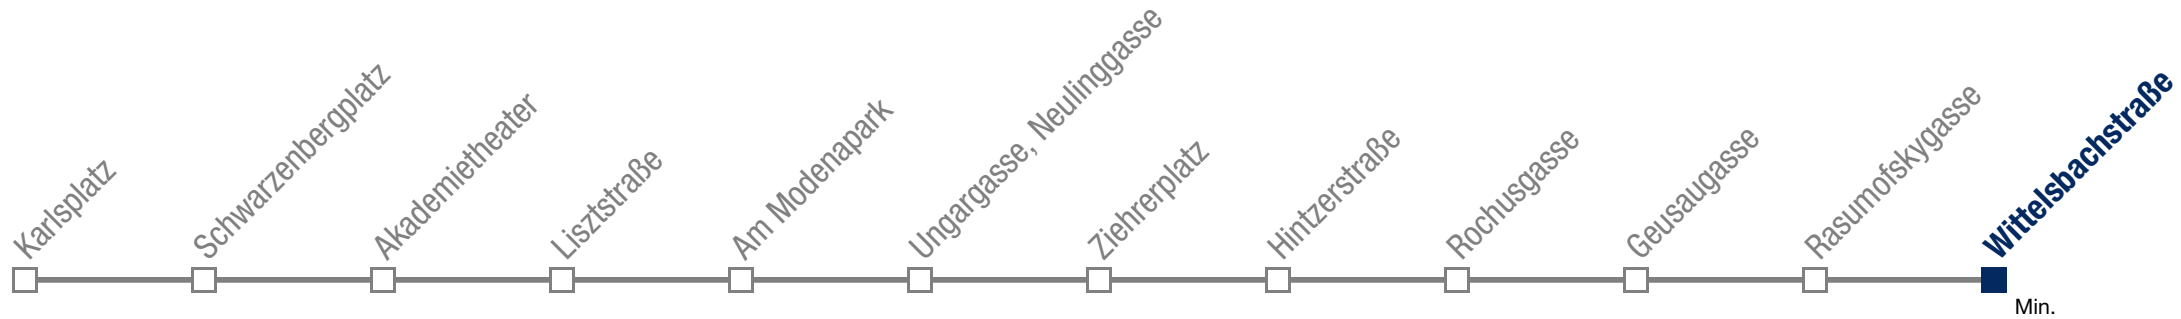 Karlsplatz
Schwarzenbergplatz
Akademietheater
Lisztstraße
Am Modenapark
Ungargasse, Neulinggasse
Ziehrerplatz
Hintzerstraße
Rochusgasse
Geusaugasse
Rasumofskygasse
Wittelsbachstraße
Min.